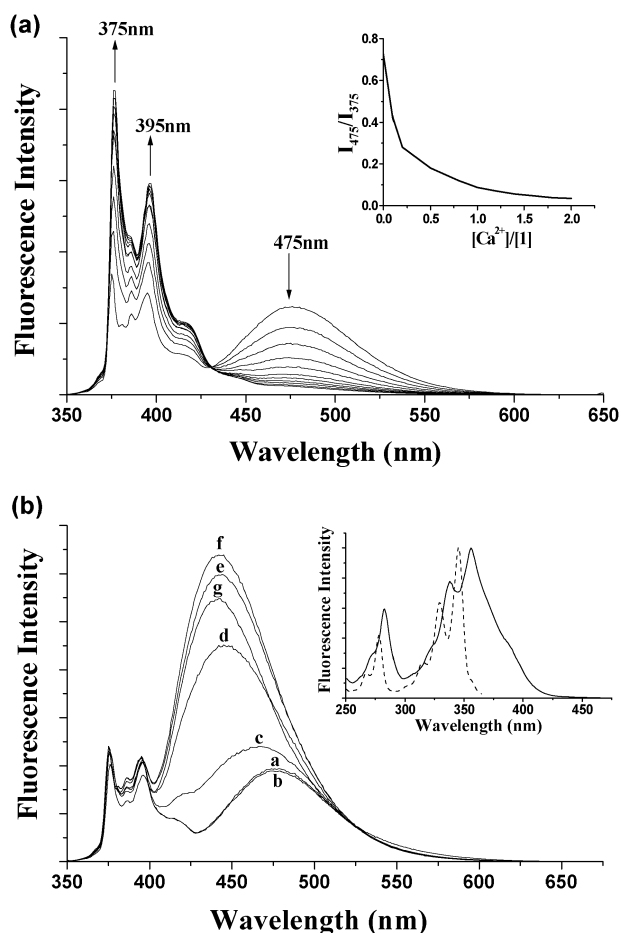 (a)
375nm
395nm
475nm
Fluorescence Intensity
350 400 450 500 550 600 650
Wavelength (nm)
I475/I375
0.8
0.6
0.4
0.2
0.0
0.0 0.5 1.0 1.5 2.0
[Ca2+]/[1]
(b)
f
e
g
d
c
a
b
Fluorescence Intensity
350 400 450 500 550 600 650
Wavelength (nm)
Fluorescence Intensity
250 300 350 400 450
Wavelength (nm)